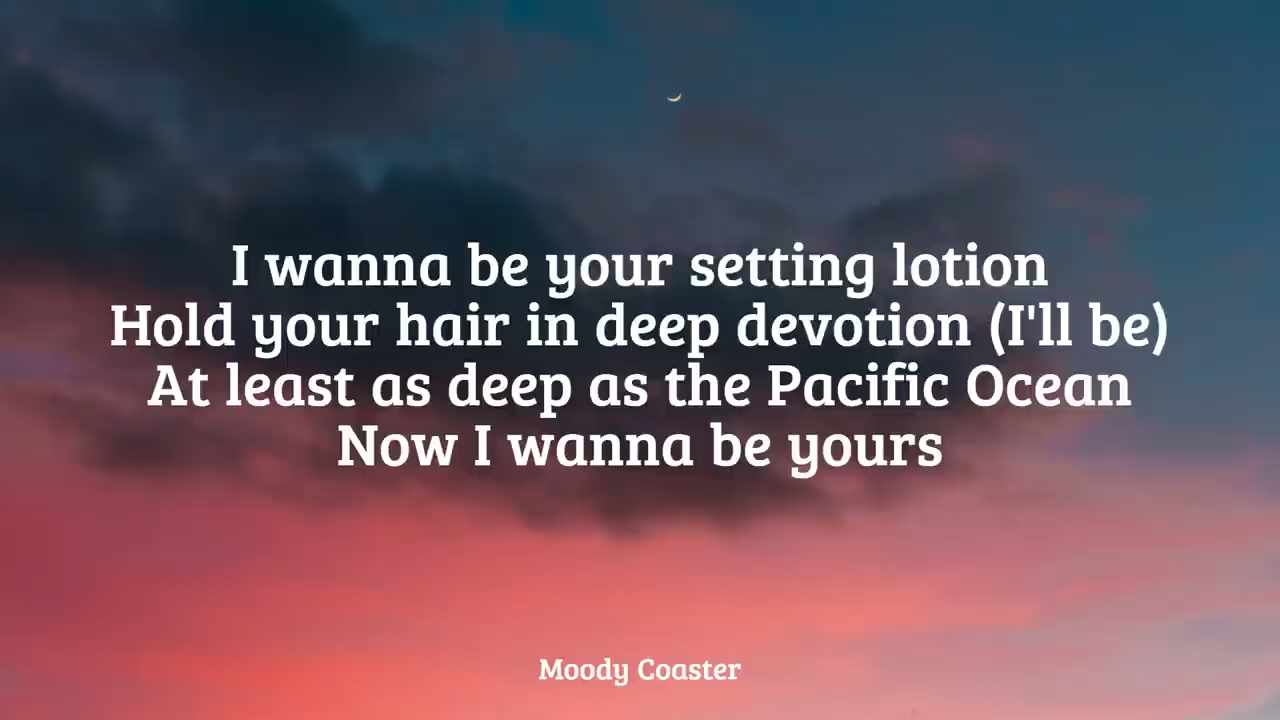 I wanna be your setting lotion
Hold your hair in deep devotion (I'll be)
At least as deep as the Pacific Ocean
Now I wanna be yours
Moody Coaster